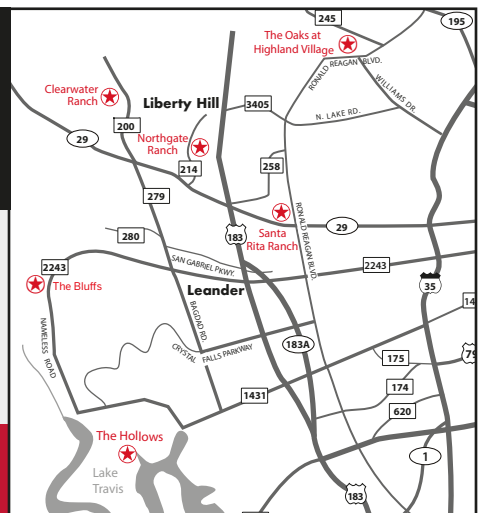 245
195
The Oaks at
Highland Village
RONALD REAGAN BLVD.
WILLIAMS DR.
Clearwater
Ranch
Liberty Hill
3405
N. LAKE RD.
200
29
Northgate
Ranch
214
258
279
Santa
Rita Ranch
RONALD REAGAN BLVD.
29
280
183
2243
SAN GABRIEL PKWY.
2243
The Bluffs
Leander
35
NAMELESS ROAD
BAGDAD RD.
CRYSTAL FALLS PARKWAY
183A
175
174
1431
620
The Hollows
Lake
Travis
1
183